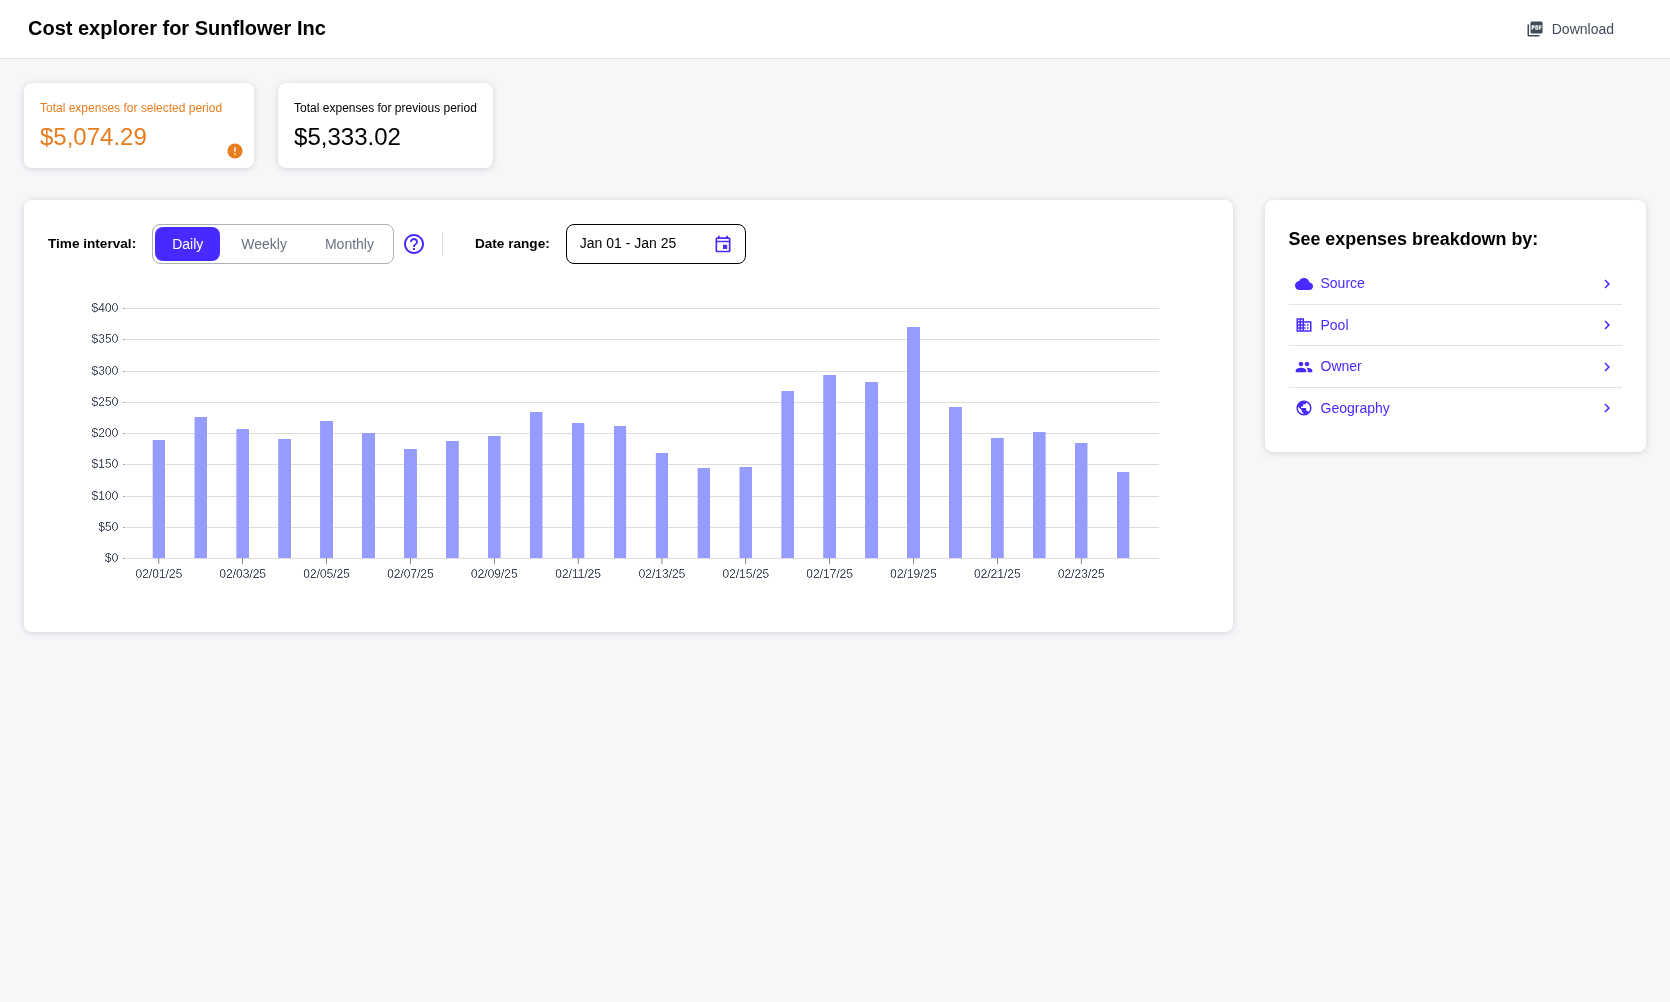 Cost explorer for Sunflower Inc
PDF Download
Total expenses for selected period
$5,074.29
Total expenses for previous period
$5,333.02
Time interval: Daily Weekly Monthly Date range: Jan 01 - Jan 25
$400
$350
$300
$250
$200
$150
$100
$50
$0
02/01/25 02/03/25 02/05/25 02/07/25 02/09/25 02/11/25 02/13/25 02/15/25 02/17/25 02/19/25 02/21/25 02/23/25
See expenses breakdown by:
Source
Pool
Owner
Geography